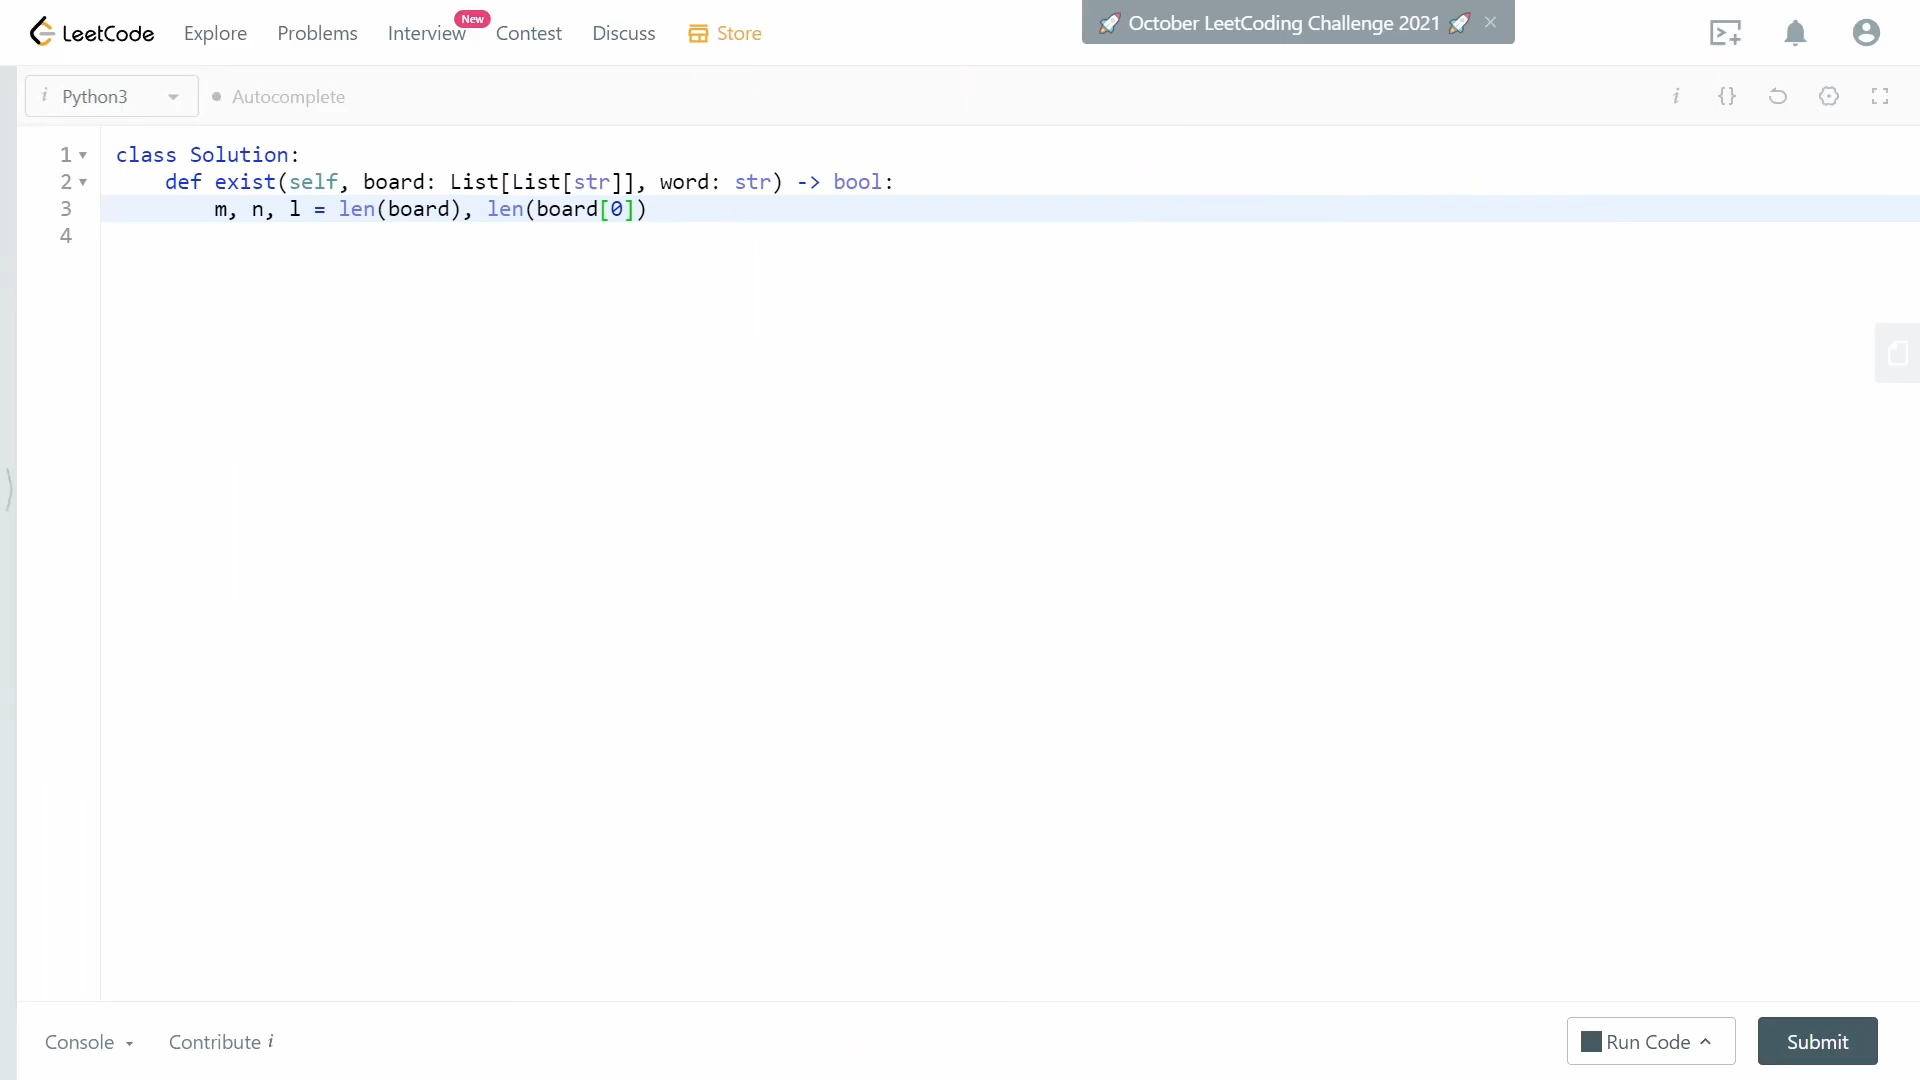 LeetCode Explore Problems Interview New Contest Discuss Store 🚀 October LeetCoding Challenge 2021 🚀 ×
i Python3 Autocomplete i {}
1 class Solution:
2 def exist(self, board: List[List[str]], word: str) -> bool:
3 m, n, l = len(board), len(board[0])
4
Console Contribute i Run Code Submit